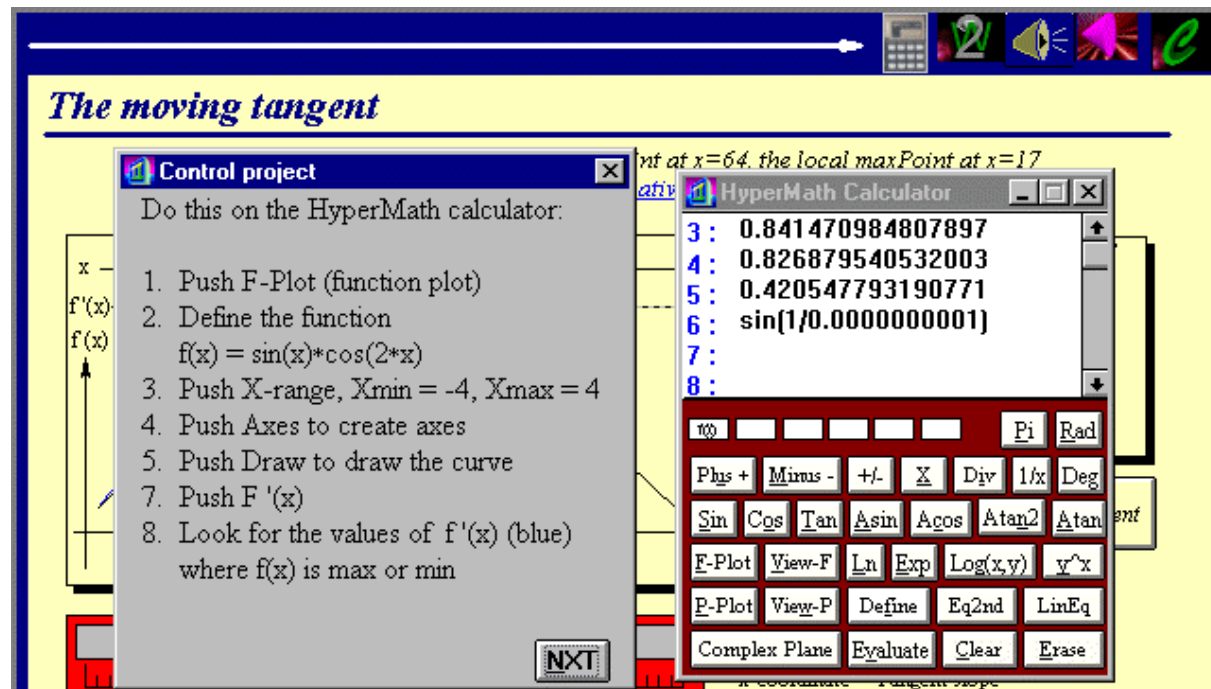 The moving tangent
nt at x=64, the local maxPoint at x=17
ativ
x
f'(x)
f(x)
Control project
Do this on the HyperMath calculator:
1. Push F-Plot (function plot)
2. Define the function
f(x) = sin(x)*cos(2*x)
3. Push X-range, Xmin = -4, Xmax = 4
4. Push Axes to create axes
5. Push Draw to draw the curve
7. Push F '(x)
8. Look for the values of f '(x) (blue)
where f(x) is max or min
NXT
HyperMath Calculator
3 : 0.841470984807897
4 : 0.826879540532003
5 : 0.420547793190771
6 : sin(1/0.0000000001)
7 :
8 :
f() Pi Rad
Plus + Minus - +/- X Div 1/x Deg
Sin Cos Tan Asin Acos Atan2 Atan
F-Plot View-F Ln Exp Log(x,y) y^x
P-Plot View-P Define Eq2nd LinEq
Complex Plane Evaluate Clear Erase
ent